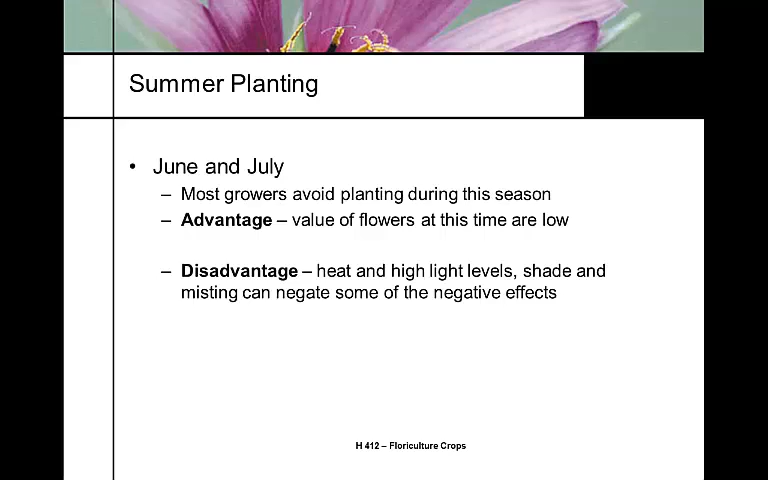 Summer Planting
• June and July
– Most growers avoid planting during this season
– Advantage – value of flowers at this time are low
– Disadvantage – heat and high light levels, shade and
misting can negate some of the negative effects
H 412 – Floriculture Crops